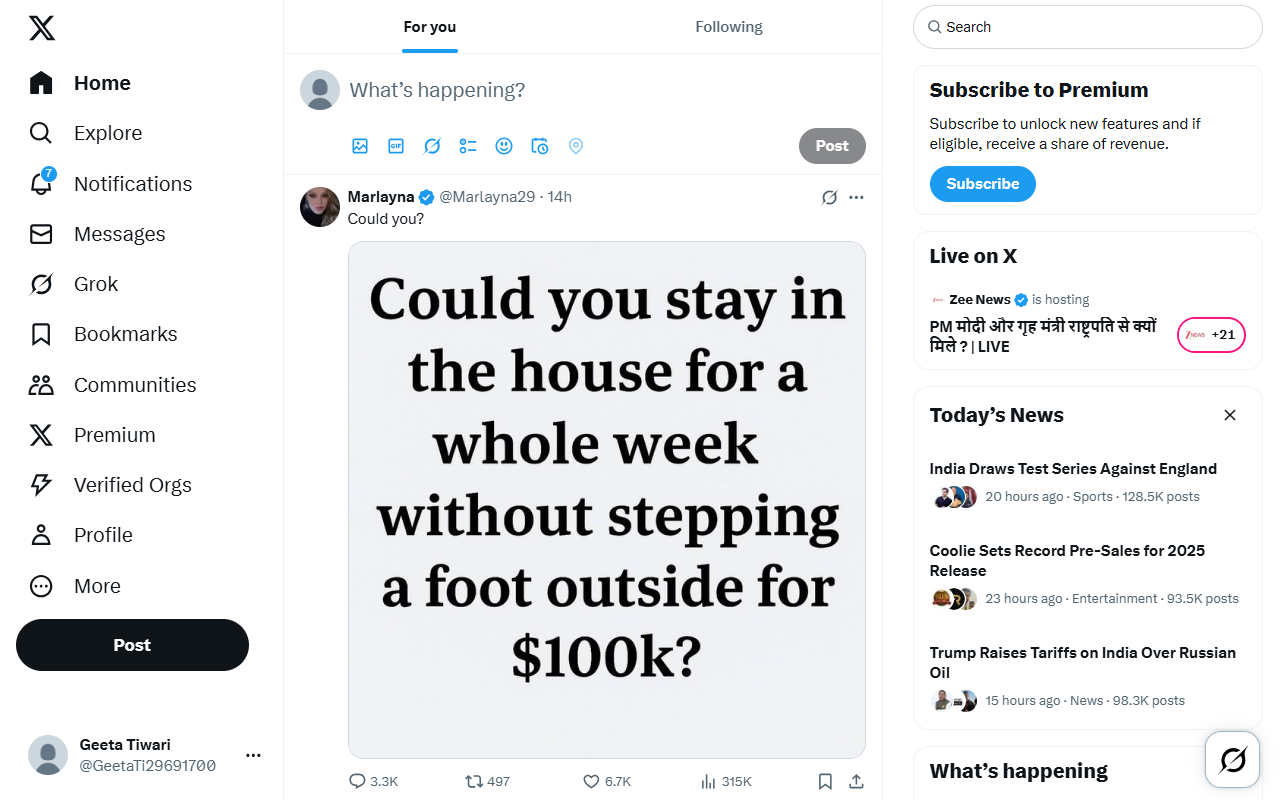 Home
Explore
7
Notifications
Messages
Grok
Bookmarks
Communities
Premium
Verified Orgs
Profile
More
Post
Geeta Tiwari
@GeetaTi29691700
For you
Following
What's happening?
GIF
Post
Marlayna @Marlayna29 · 14h
Could you?
Could you stay in
the house for a
whole week
without stepping
a foot outside for
$100k?
3.3K
497
6.7K
315K
Search
Subscribe to Premium
Subscribe to unlock new features and if
eligible, receive a share of revenue.
Subscribe
Live on X
Zee News is hosting
PM मोदी और गृह मंत्री राष्ट्रपति से क्यों
मिले ? | LIVE
+21
Today's News
India Draws Test Series Against England
20 hours ago · Sports · 128.5K posts
Coolie Sets Record Pre-Sales for 2025
Release
23 hours ago · Entertainment · 93.5K posts
Trump Raises Tariffs on India Over Russian
Oil
15 hours ago · News · 98.3K posts
What's happening